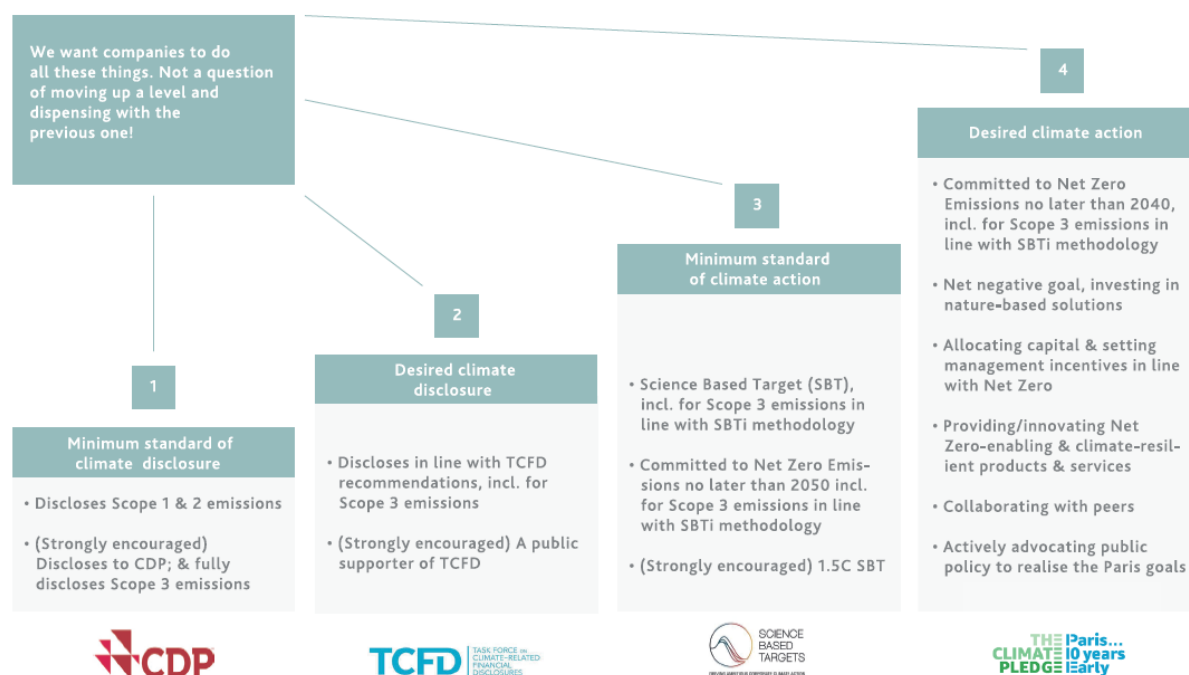 We want companies to do
all these things. Not a question
of moving up a level and
dispensing with the
previous one!
1
Minimum standard of
climate disclosure
• Discloses Scope 1 & 2 emissions
• (Strongly encouraged)
Discloses to CDP; & fully
discloses Scope 3 emissions
CDP
2
Desired climate
disclosure
• Discloses in line with TCFD
recommendations, incl. for
Scope 3 emissions
• (Strongly encouraged) A public
supporter of TCFD
TCFD
TASK FORCE ON
CLIMATE-RELATED
FINANCIAL
DISCLOSURES
3
Minimum standard
of climate action
• Science Based Target (SBT),
incl. for Scope 3 emissions in
line with SBTi methodology
• Committed to Net Zero Emis-
sions no later than 2050 incl.
for Scope 3 emissions in line
with SBTi methodology
• (Strongly encouraged) 1.5C SBT
SCIENCE
BASED
TARGETS
DRIVING AMBITIOUS CORPORATE CLIMATE ACTION
4
Desired climate action
• Committed to Net Zero
Emissions no later than 2040,
incl. for Scope 3 emissions in
line with SBTi methodology
• Net negative goal, investing in
nature-based solutions
• Allocating capital & setting
management incentives in line
with Net Zero
• Providing/innovating Net
Zero-enabling & climate-resil-
ient products & services
• Collaborating with peers
• Actively advocating public
policy to realise the Paris goals
THE
CLIMATE
PLEDGE
Paris...
10 years
Early